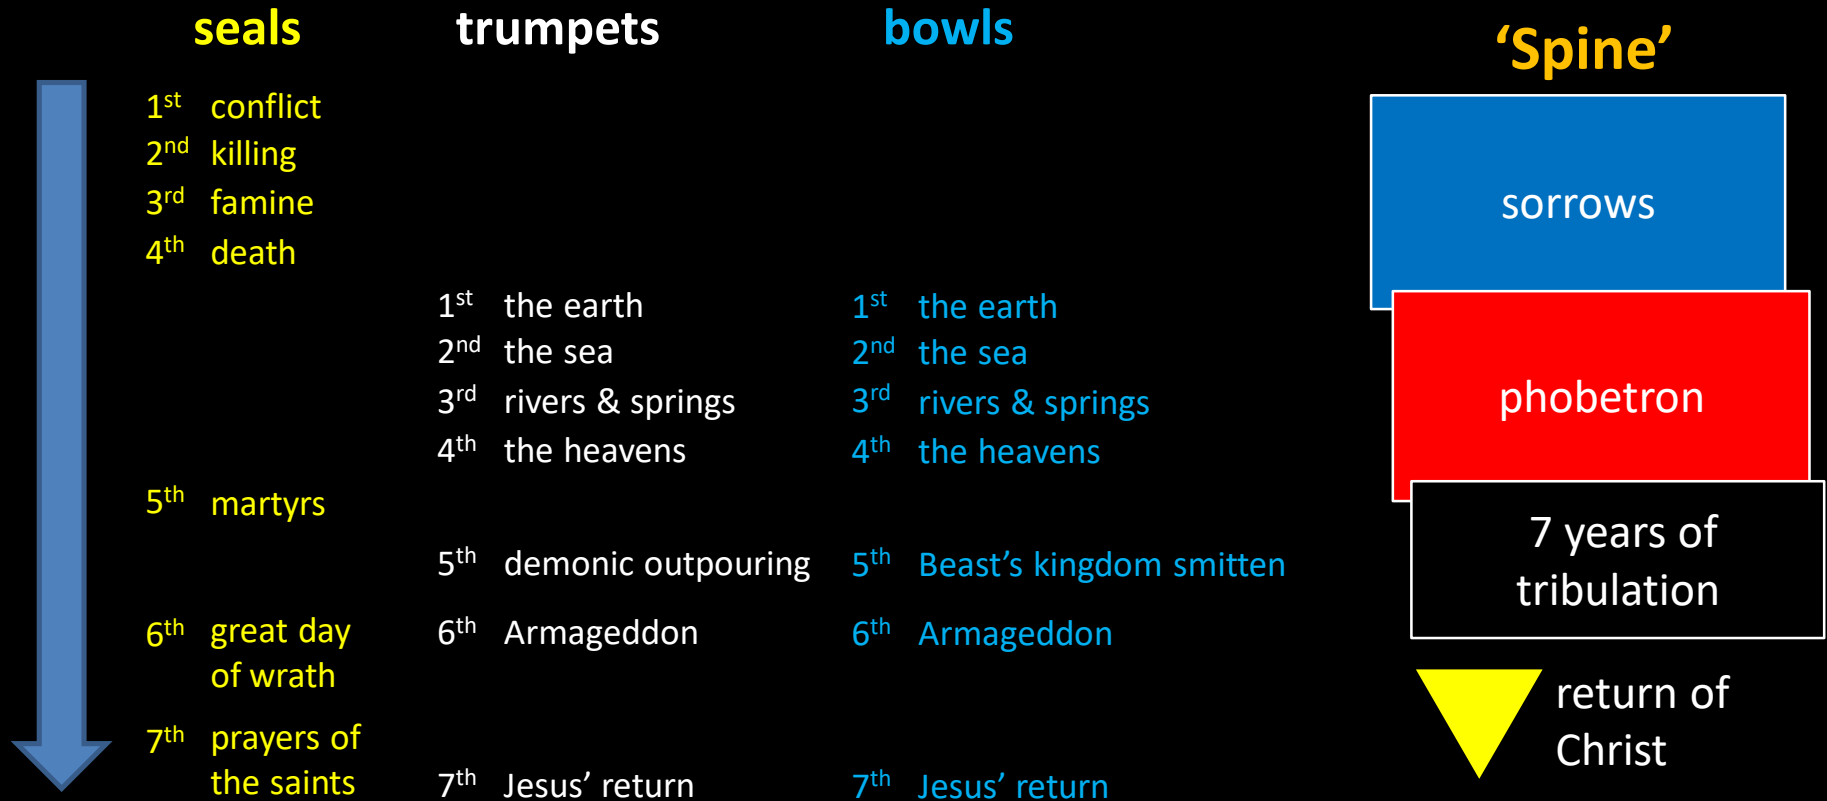 seals trumpets bowls ‘Spine’
1st conflict
2nd killing
3rd famine
4th death
sorrows
1st the earth 1st the earth
2nd the sea 2nd the sea
3rd rivers & springs 3rd rivers & springs
4th the heavens 4th the heavens
phobetron
5th martyrs
5th demonic outpouring 5th Beast’s kingdom smitten
7 years of
tribulation
6th great day
of wrath
6th Armageddon 6th Armageddon
return of
Christ
7th prayers of
the saints
7th Jesus’ return 7th Jesus’ return